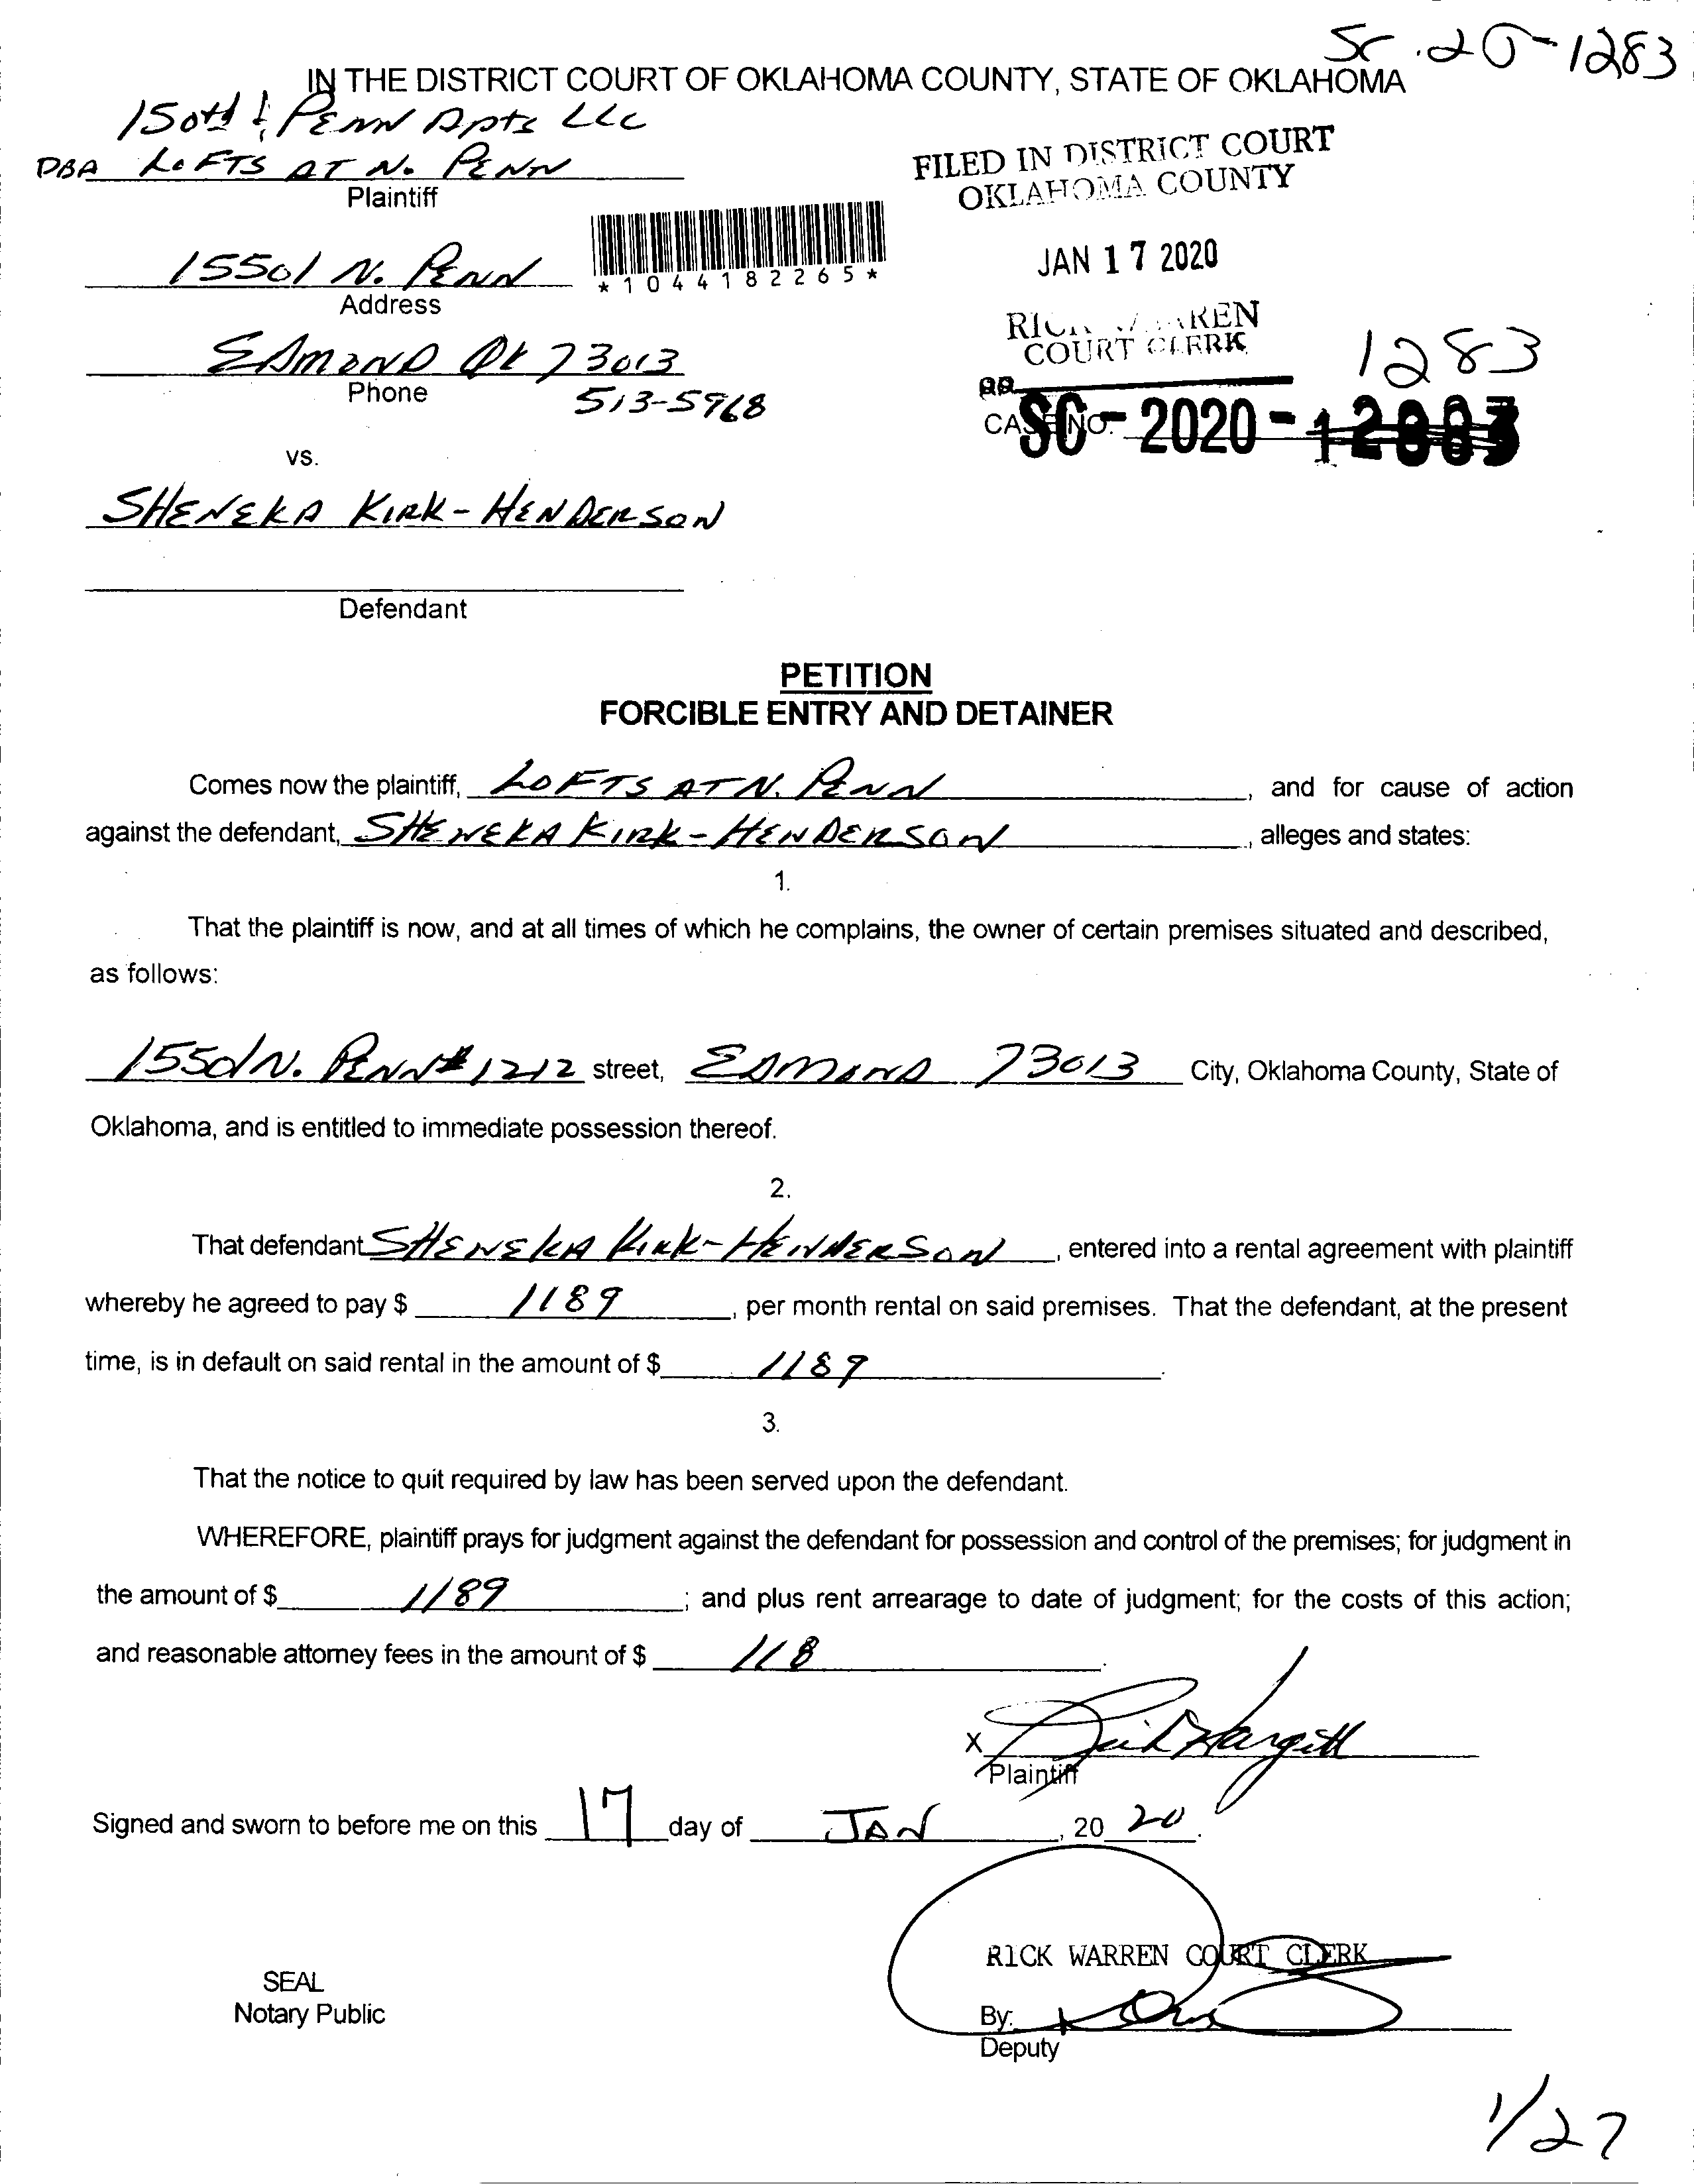 SC-20-1283
IN THE DISTRICT COURT OF OKLAHOMA COUNTY, STATE OF OKLAHOMA
150th & PENN Apts LLC
DBA LOFTS AT N. PENN
Plaintiff
FILED IN DISTRICT COURT
OKLAHOMA COUNTY
*1044182265*
JAN 17 2020
15501 N. PENN
Address
RICK WARREN
COURT CLERK
EDMOND OK 73013
1283
Phone
513-5968
CASE NO.
SC-2020-
vs.
SHENEKA KIRK-HENDERSON
Defendant
PETITION
FORCIBLE ENTRY AND DETAINER
Comes now the plaintiff, LOFTS AT N. PENN, and for cause of action
against the defendant, SHENEKA KIRK-HENDERSON, alleges and states:
1.
That the plaintiff is now, and at all times of which he complains, the owner of certain premises situated and described,
as follows:
15501 N. PENN # 1212 street, EDMOND 73013 City, Oklahoma County, State of
Oklahoma, and is entitled to immediate possession thereof.
2.
That defendant SHENEKA KIRK-HENDERSON, entered into a rental agreement with plaintiff
whereby he agreed to pay $ 1189, per month rental on said premises. That the defendant, at the present
time, is in default on said rental in the amount of $ 1189.
3.
That the notice to quit required by law has been served upon the defendant.
WHEREFORE, plaintiff prays for judgment against the defendant for possession and control of the premises; for judgment in
the amount of $ 1189; and plus rent arrearage to date of judgment; for the costs of this action;
and reasonable attorney fees in the amount of $ 118.
X
Plaintiff
Signed and sworn to before me on this 17 day of JAN, 20 20.
RICK WARREN COURT CLERK
SEAL
Notary Public
By:
Deputy
1/27